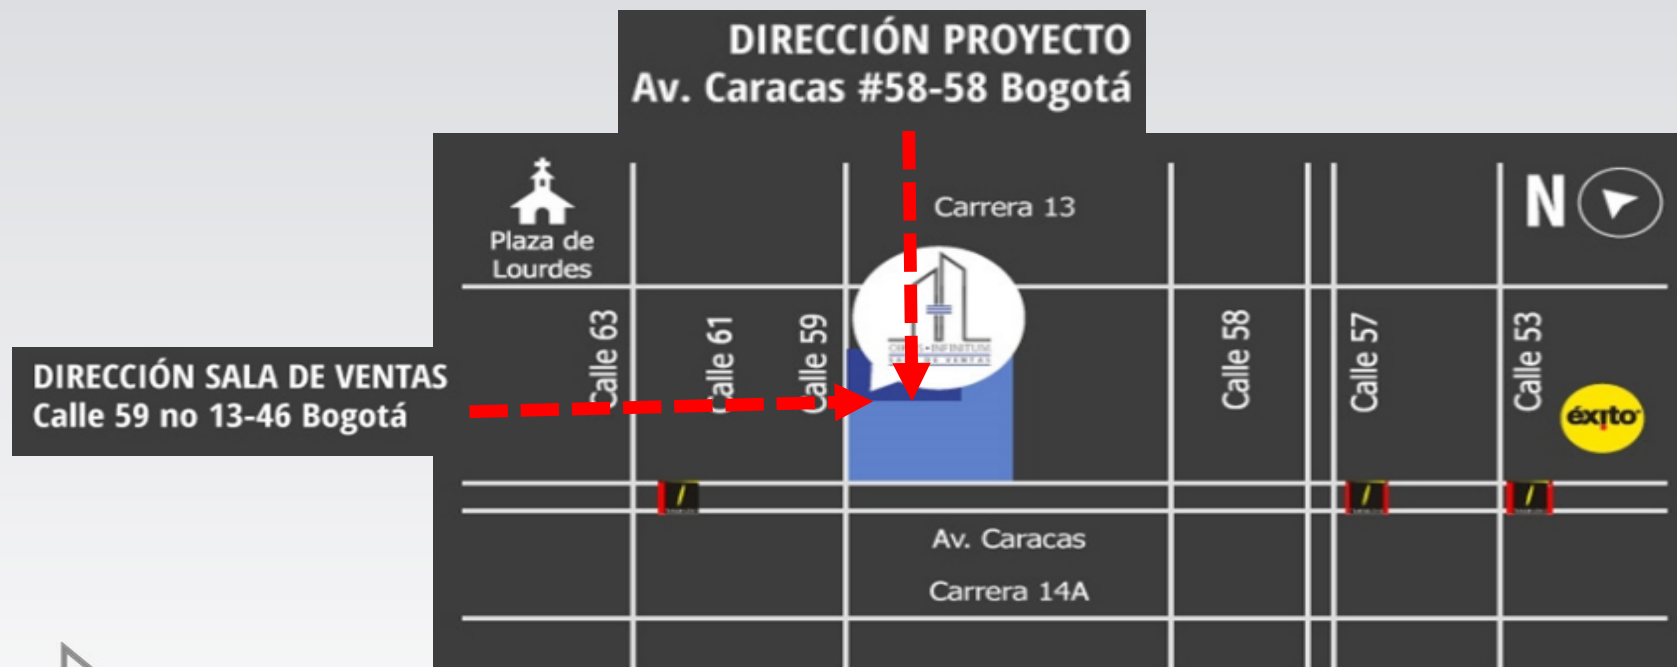 DIRECCIÓN PROYECTO
Av. Caracas #58-58 Bogotá
Plaza de
Lourdes
Carrera 13
N
Calle 63
Calle 61
Calle 59
Calle 58
Calle 57
Calle 53
DIRECCIÓN SALA DE VENTAS
Calle 59 no 13-46 Bogotá
éxito
Av. Caracas
Carrera 14A